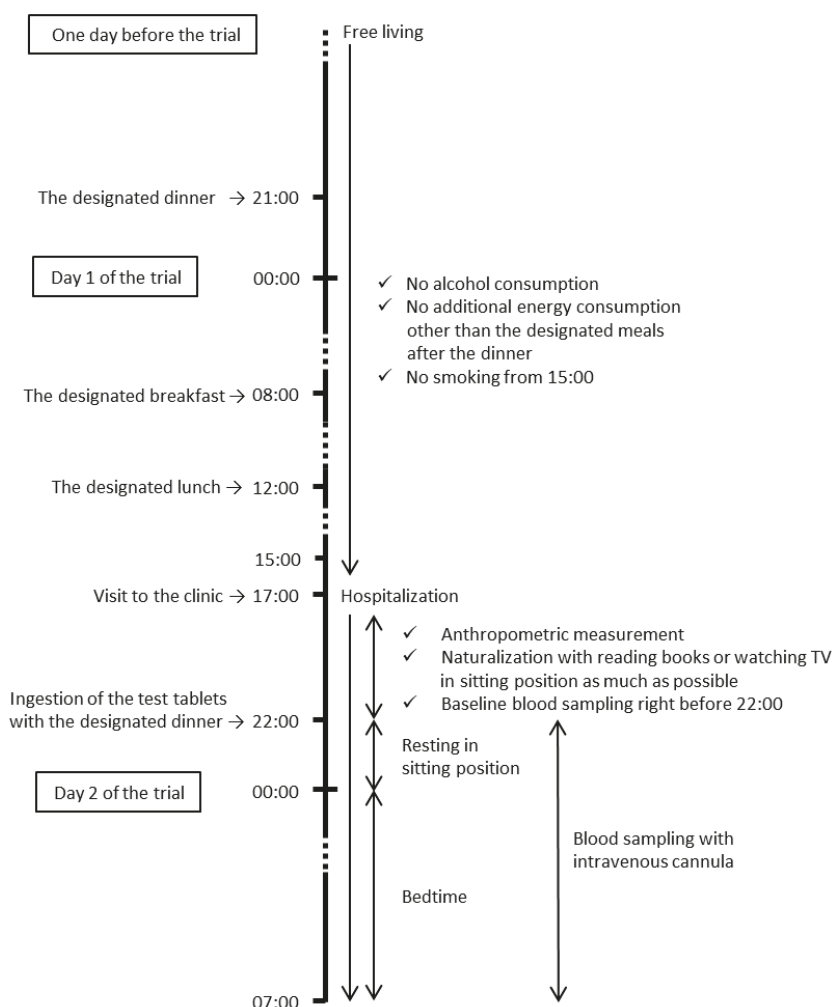 One day before the trial
Free living
The designated dinner → 21:00
Day 1 of the trial
00:00
✓ No alcohol consumption
✓ No additional energy consumption
other than the designated meals
after the dinner
✓ No smoking from 15:00
The designated breakfast → 08:00
The designated lunch → 12:00
15:00
Visit to the clinic → 17:00
Hospitalization
✓ Anthropometric measurement
✓ Naturalization with reading books or watching TV
in sitting position as much as possible
✓ Baseline blood sampling right before 22:00
Ingestion of the test tablets
with the designated dinner → 22:00
Resting in
sitting position
Day 2 of the trial
00:00
Blood sampling with
intravenous cannula
Bedtime
07:00